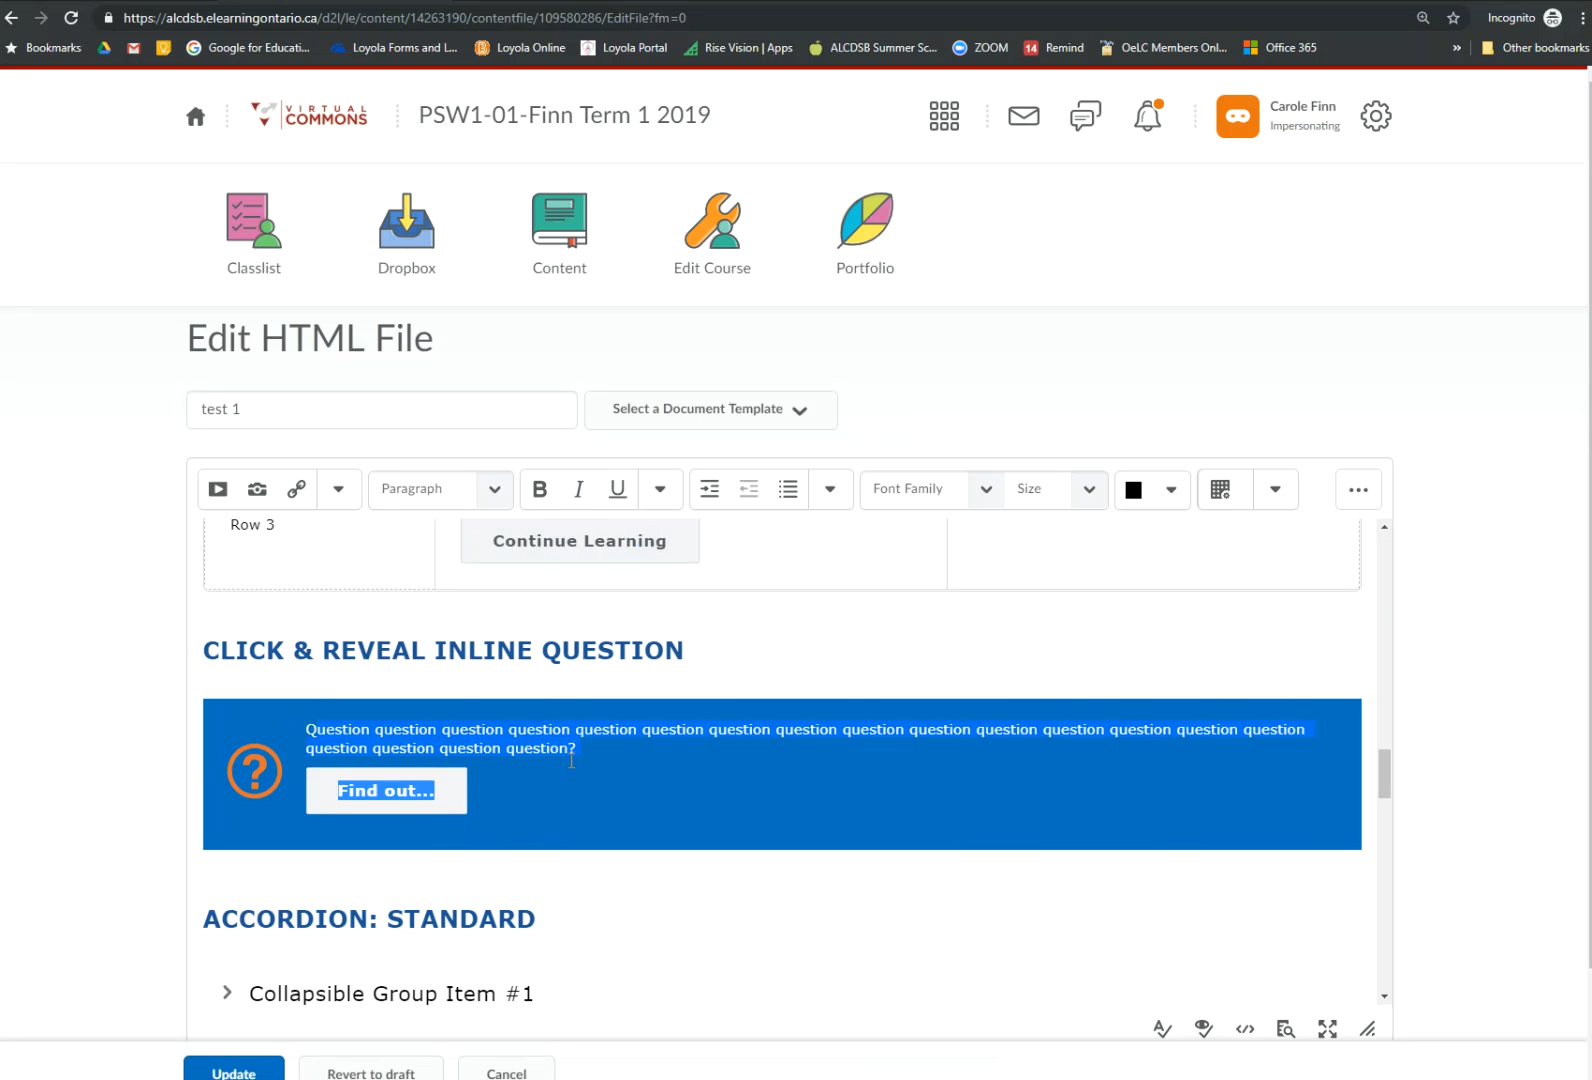 https://alcdsb.elearningontario.ca/d2l/le/content/14263190/contentfile/109580286/EditFile?fm=0
Incognito
Bookmarks
Google for Educati...
Loyola Forms and L...
Loyola Online
Loyola Portal
Rise Vision | Apps
ALCDSB Summer Sc...
ZOOM
14 Remind
OeLC Members Onl...
Office 365
»
Other bookmarks
VIRTUAL
COMMONS
PSW1-01-Finn Term 1 2019
Carole Finn
Impersonating
Classlist
Dropbox
Content
Edit Course
Portfolio
Edit HTML File
test 1
Select a Document Template
Paragraph
B I U
Font Family
Size
Row 3
Continue Learning
CLICK & REVEAL INLINE QUESTION
Question question question question question question question question question question question question question question question
question question question question?
Find out...
ACCORDION: STANDARD
Collapsible Group Item #1
Update
Revert to draft
Cancel